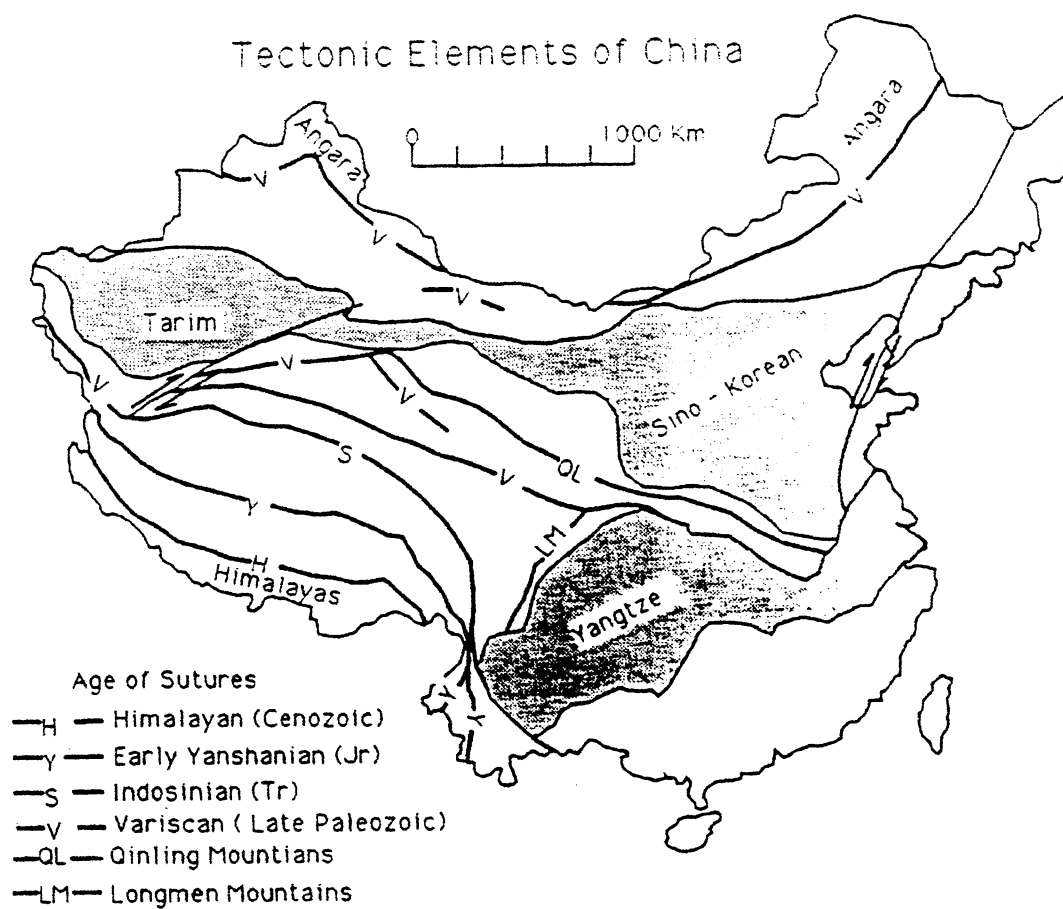 Tectonic Elements of China
Angara
0 1000 Km
Angara
V
V
V
V
Tarim
V
V
V
Sino - Korean
S
V
QL
Y
LM
H
Himalayas
Yangtze
Y
Y
Age of Sutures
H Himalayan (Cenozoic)
Y Early Yanshanian (Jr)
S Indosinian (Tr)
V Variscan ( Late Paleozoic)
QL Qinling Mountians
LM Longmen Mountains